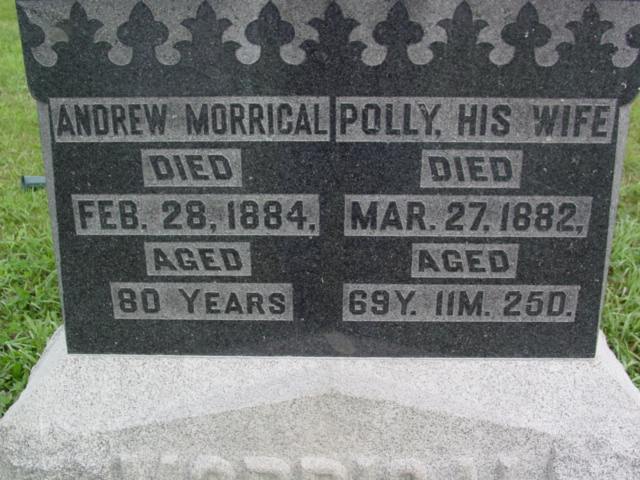 ANDREW MORRICAL
DIED
FEB. 28, 1884,
AGED
80 YEARS
POLLY, HIS WIFE
DIED
MAR. 27, 1882,
AGED
69Y. 11M. 25D.
MORRICAL